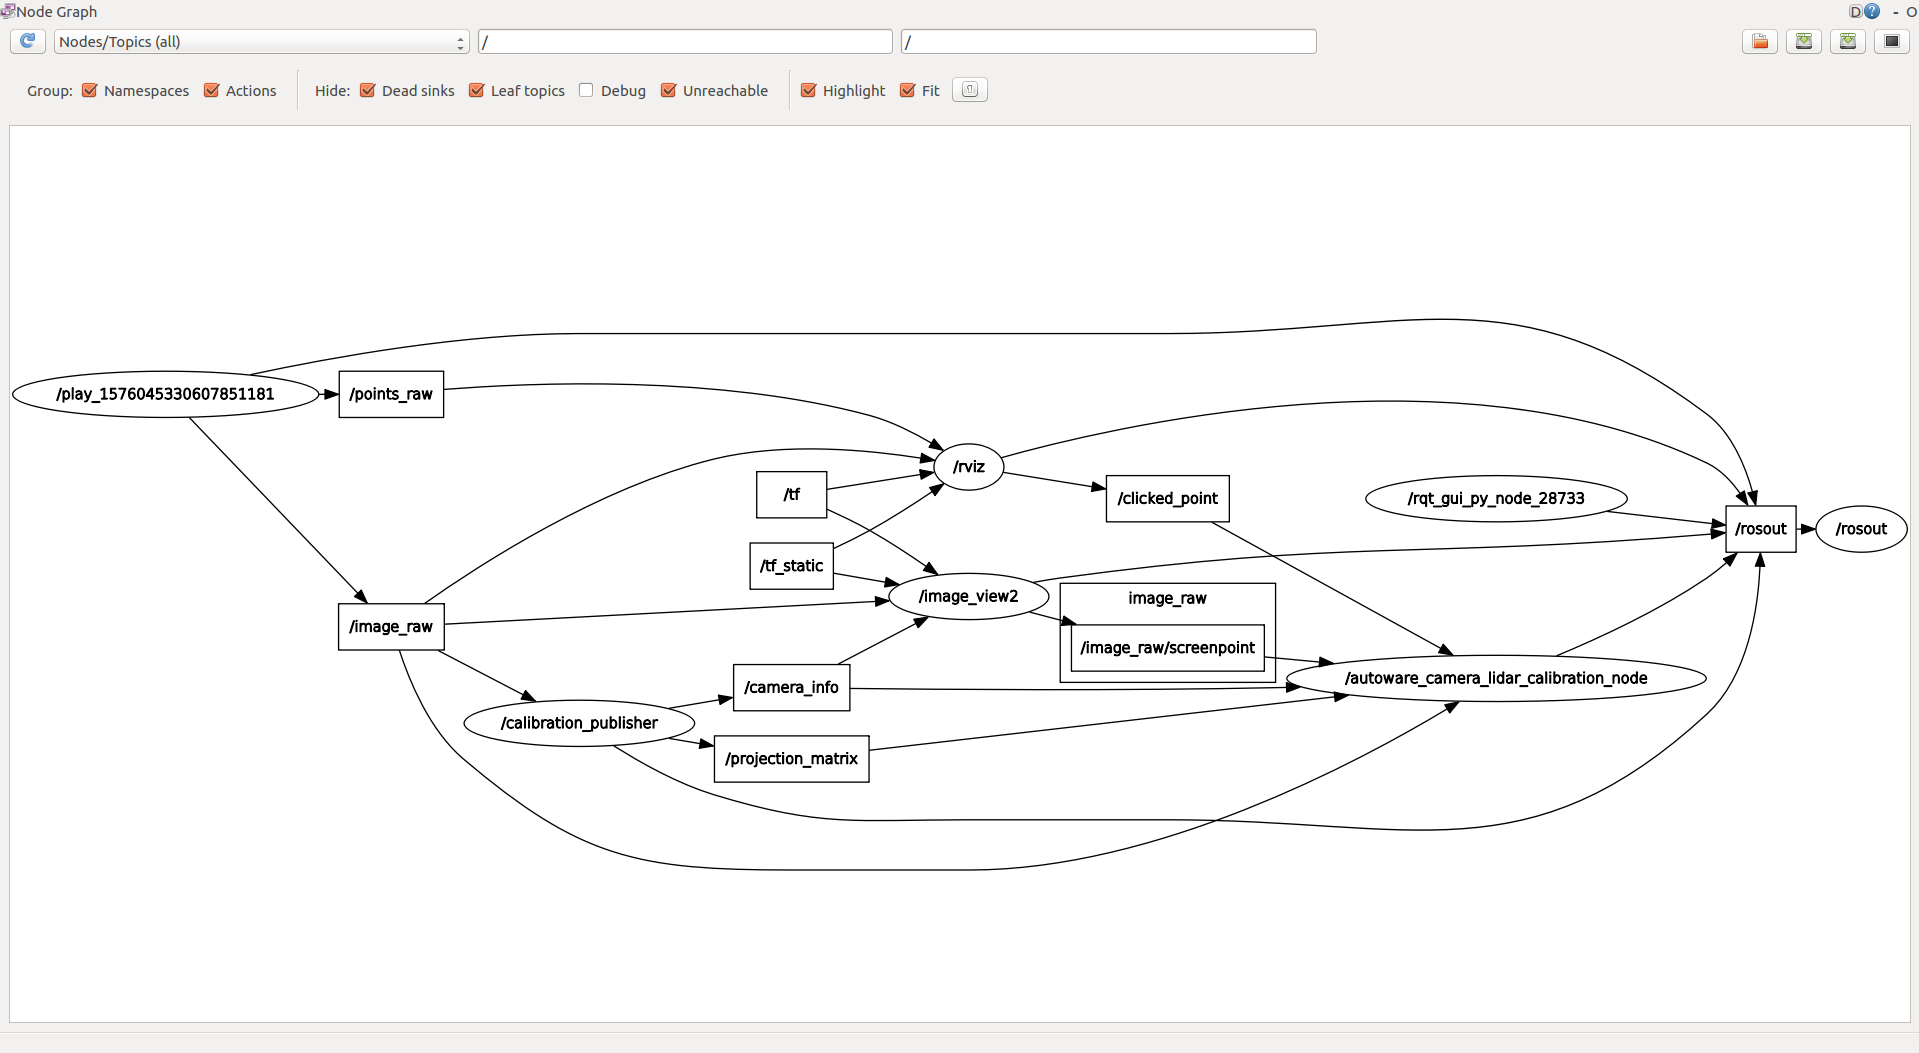 Node Graph
D ? - O
Nodes/Topics (all) / /
Group: Namespaces Actions Hide: Dead sinks Leaf topics Debug Unreachable Highlight Fit
/play_1576045330607851181
/points_raw
/rviz
/tf
/clicked_point
/rqt_gui_py_node_28733
/rosout
/rosout
/tf_static
/image_view2
image_raw
/image_raw
/image_raw/screenpoint
/camera_info
/autoware_camera_lidar_calibration_node
/calibration_publisher
/projection_matrix